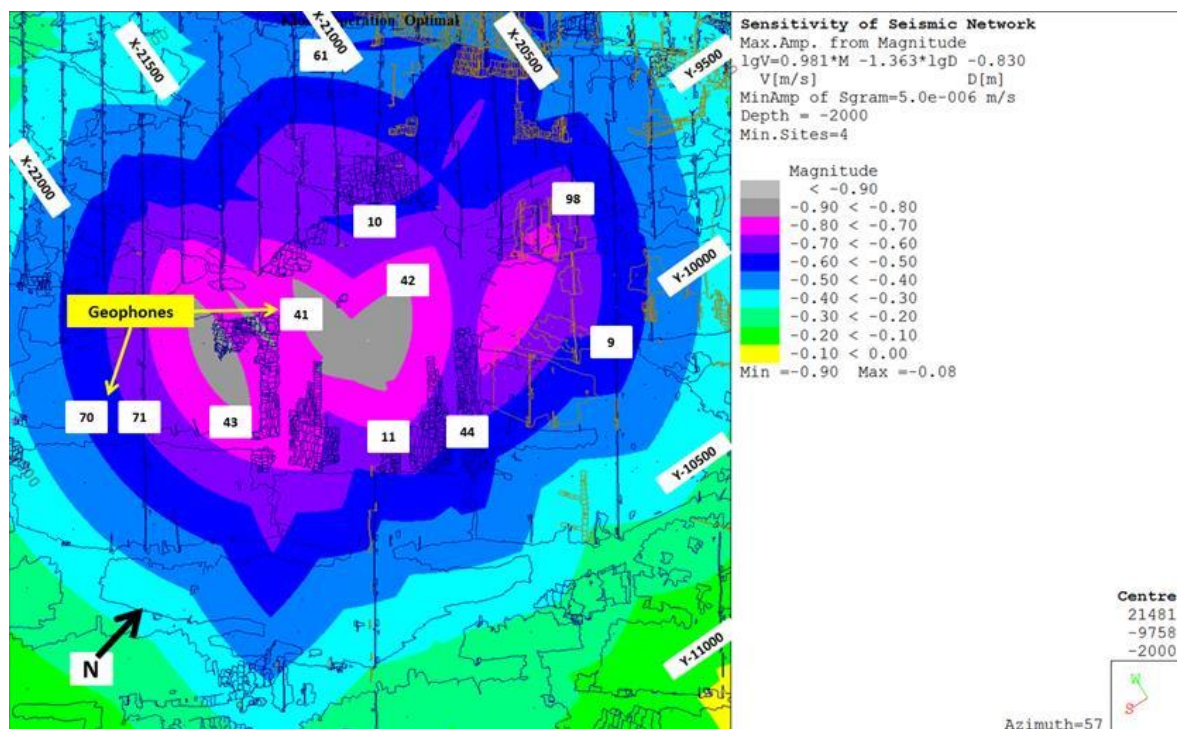 Optimal
X-21500
X-21000
X-20500
Y-9500
61
X-22000
98
10
Y-10000
42
Geophones
41
9
70
71
43
11
44
Y-10500
N
Y-11000
Sensitivity of Seismic Network
Max.Amp. from Magnitude
lgV=0.981*M -1.363*lgD -0.830
V[m/s] D[m]
MinAmp of Sgram=5.0e-006 m/s
Depth = -2000
Min.Sites=4
Magnitude
< -0.90
-0.90 < -0.80
-0.80 < -0.70
-0.70 < -0.60
-0.60 < -0.50
-0.50 < -0.40
-0.40 < -0.30
-0.30 < -0.20
-0.20 < -0.10
-0.10 < 0.00
Min =-0.90 Max =-0.08
Centre
21481
-9758
-2000
W
S
Azimuth=57